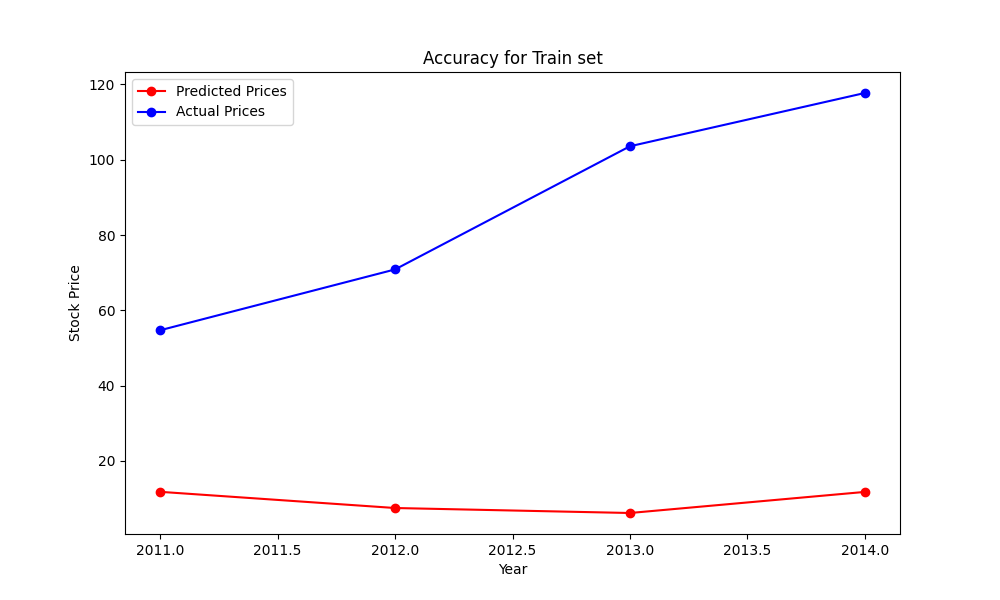 Accuracy for Train set
Predicted Prices
Actual Prices
120
100
80
60
40
20
Stock Price
2011.0 2011.5 2012.0 2012.5 2013.0 2013.5 2014.0
Year